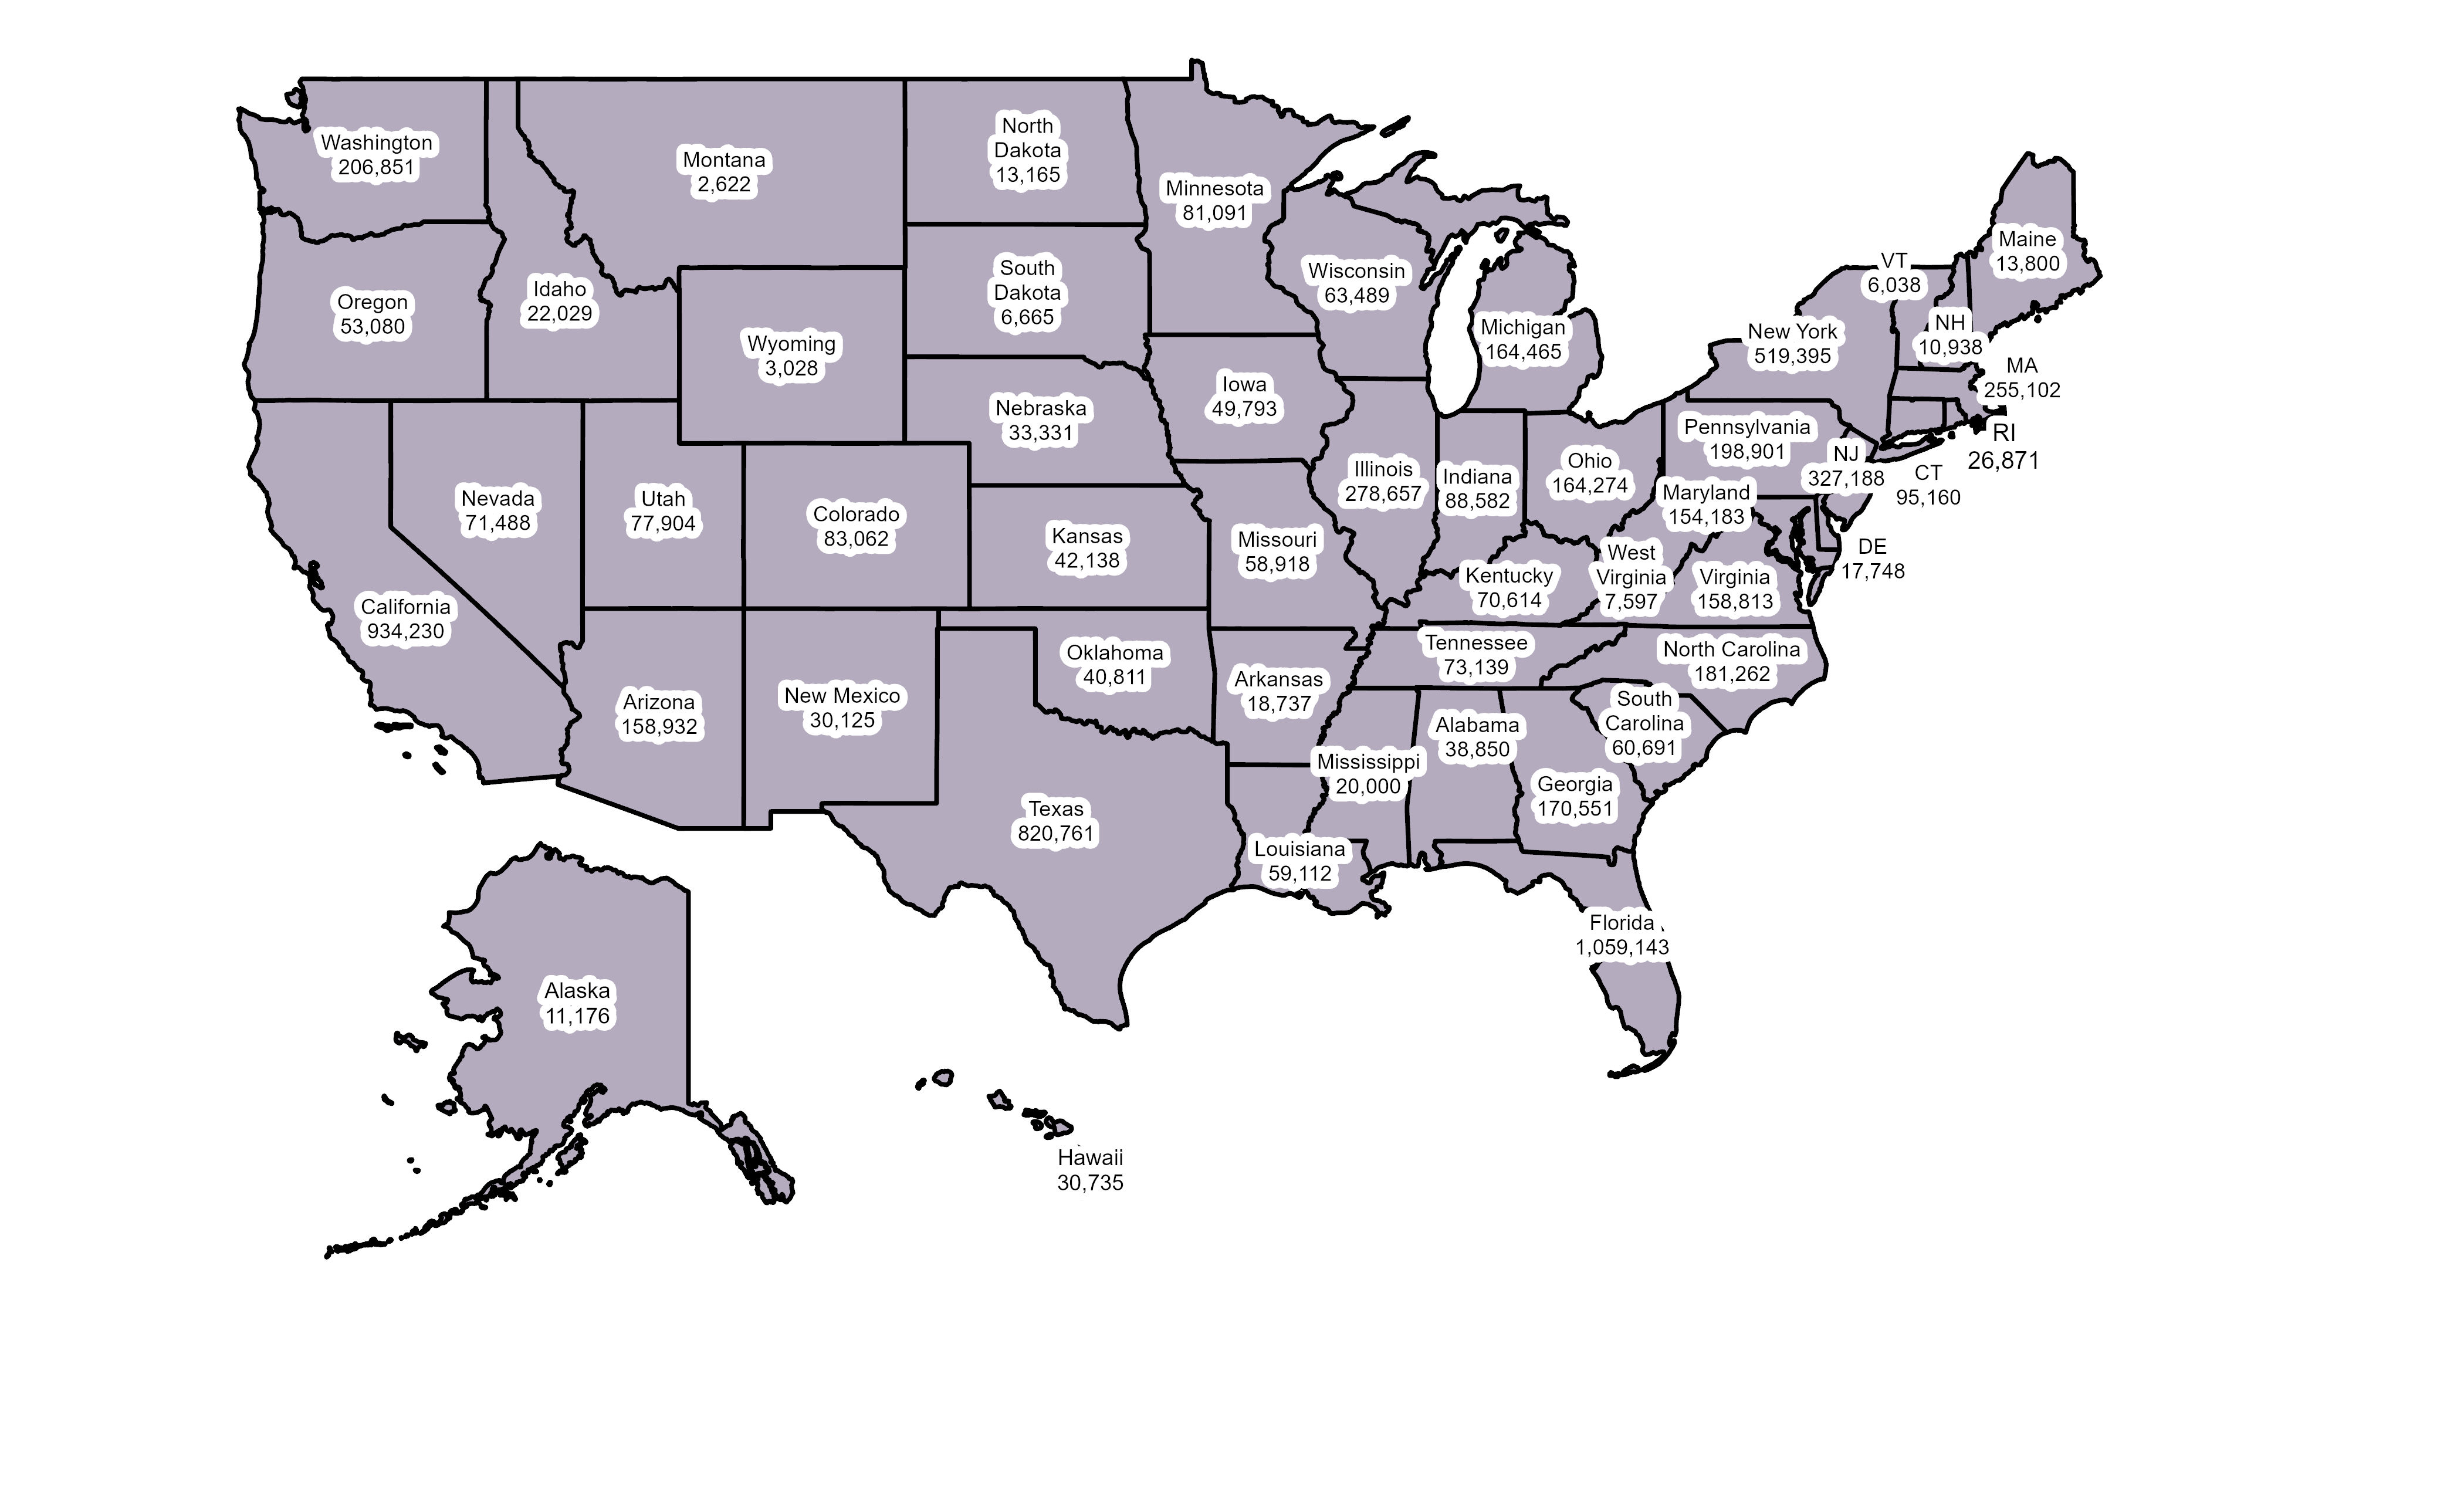 Washington
206,851
Montana
2,622
North
Dakota
13,165
Minnesota
81,091
Wisconsin
63,489
Michigan
164,465
VT
6,038
Maine
13,800
NH
10,938
New York
519,395
MA
255,102
RI
26,871
CT
95,160
Oregon
53,080
Idaho
22,029
Wyoming
3,028
South
Dakota
6,665
Nebraska
33,331
Iowa
49,793
Illinois
278,657
Indiana
88,582
Ohio
164,274
Pennsylvania
198,901
NJ
327,188
Maryland
154,183
DE
17,748
Nevada
71,488
Utah
77,904
Colorado
83,062
Kansas
42,138
Missouri
58,918
Kentucky
70,614
West
Virginia
7,597
Virginia
158,813
California
934,230
Arizona
158,932
New Mexico
30,125
Oklahoma
40,811
Arkansas
18,737
Tennessee
73,139
North Carolina
181,262
South
Carolina
60,691
Texas
820,761
Louisiana
59,112
Mississippi
20,000
Alabama
38,850
Georgia
170,551
Florida
1,059,143
Alaska
11,176
Hawaii
30,735